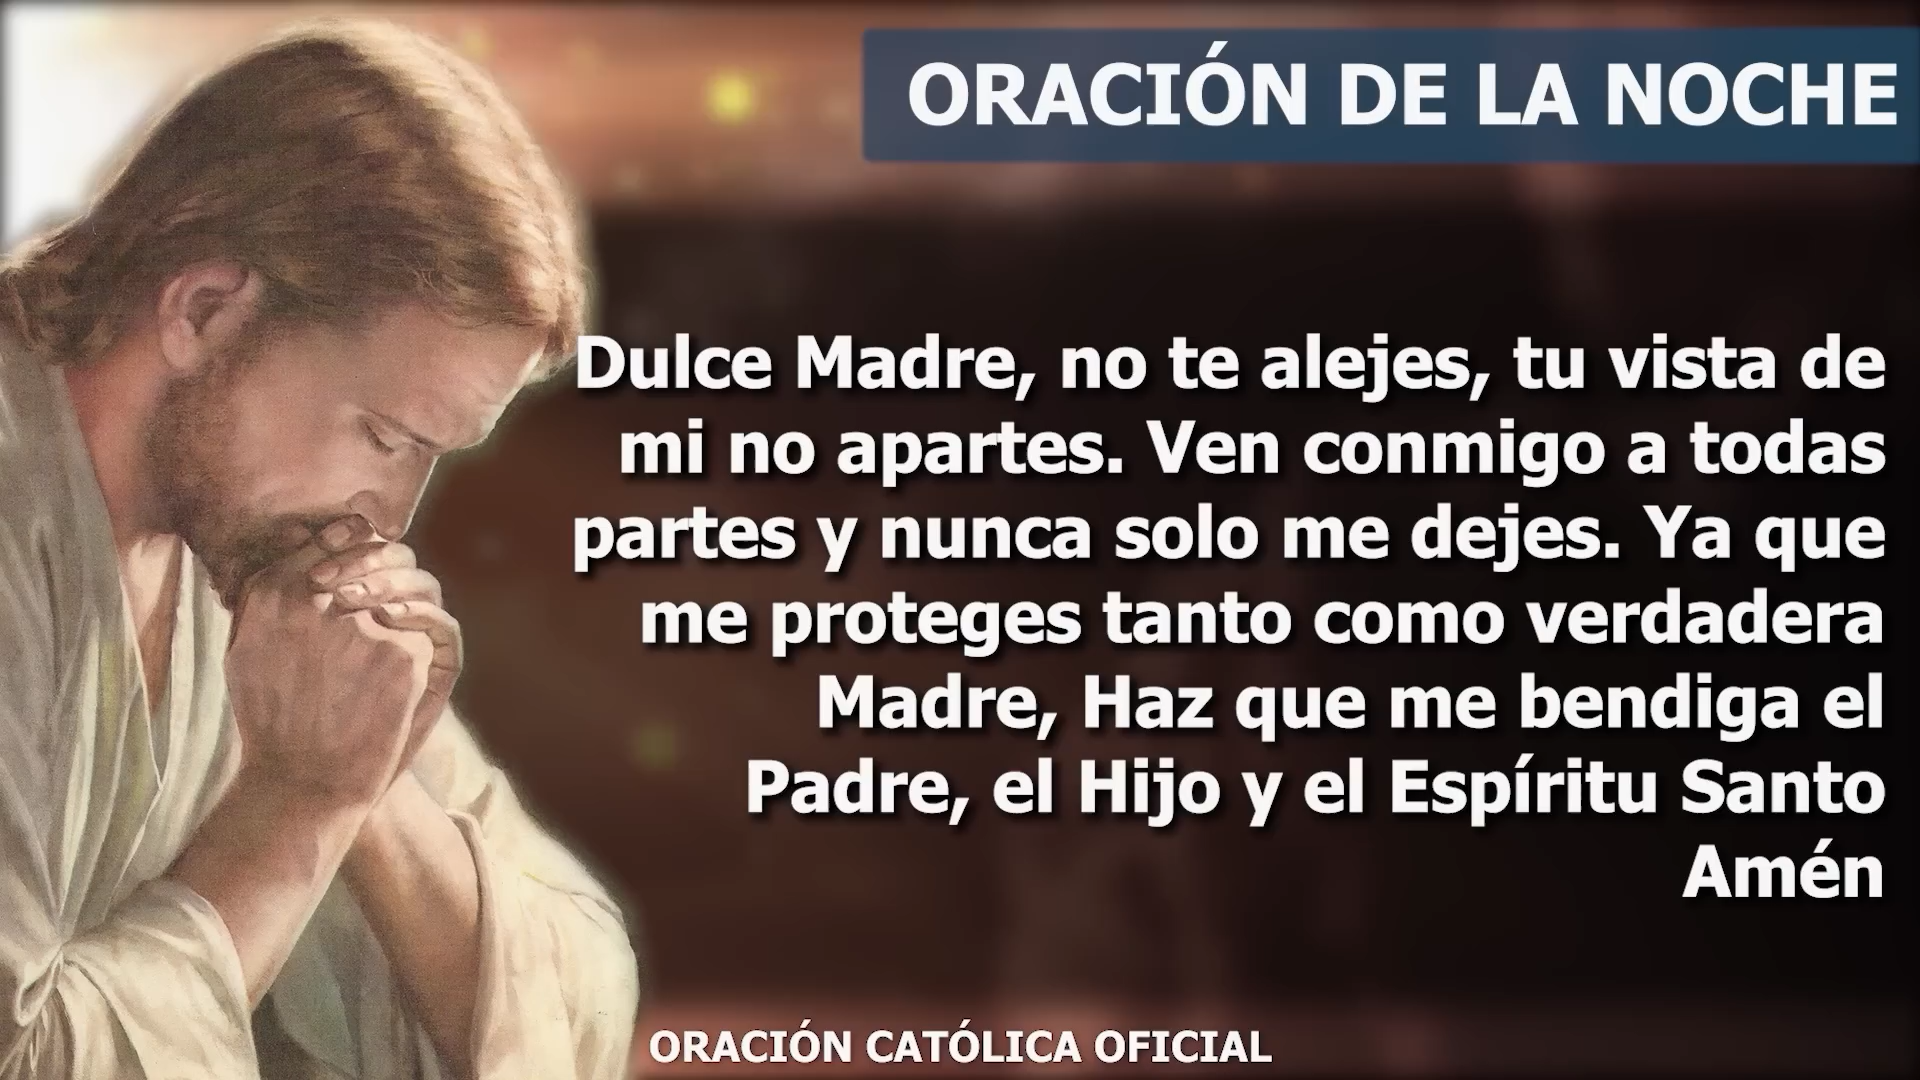 ORACIÓN DE LA NOCHE
Dulce Madre, no te alejes, tu vista de
mi no apartes. Ven conmigo a todas
partes y nunca solo me dejes. Ya que
me proteges tanto como verdadera
Madre, Haz que me bendiga el
Padre, el Hijo y el Espíritu Santo
Amén
ORACIÓN CATÓLICA OFICIAL